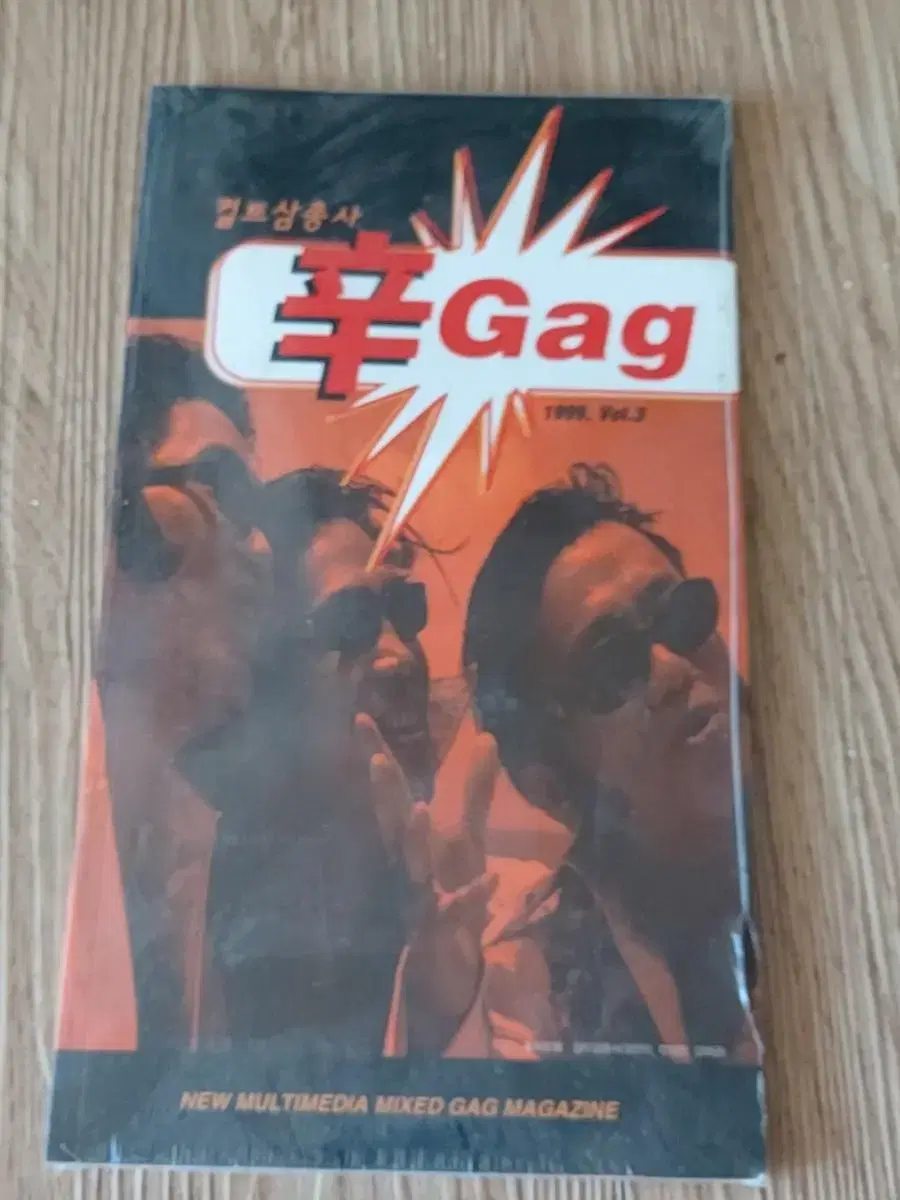 컬트삼총사
辛Gag
1999. Vol.3
NEW MULTIMEDIA MIXED GAG MAGAZINE